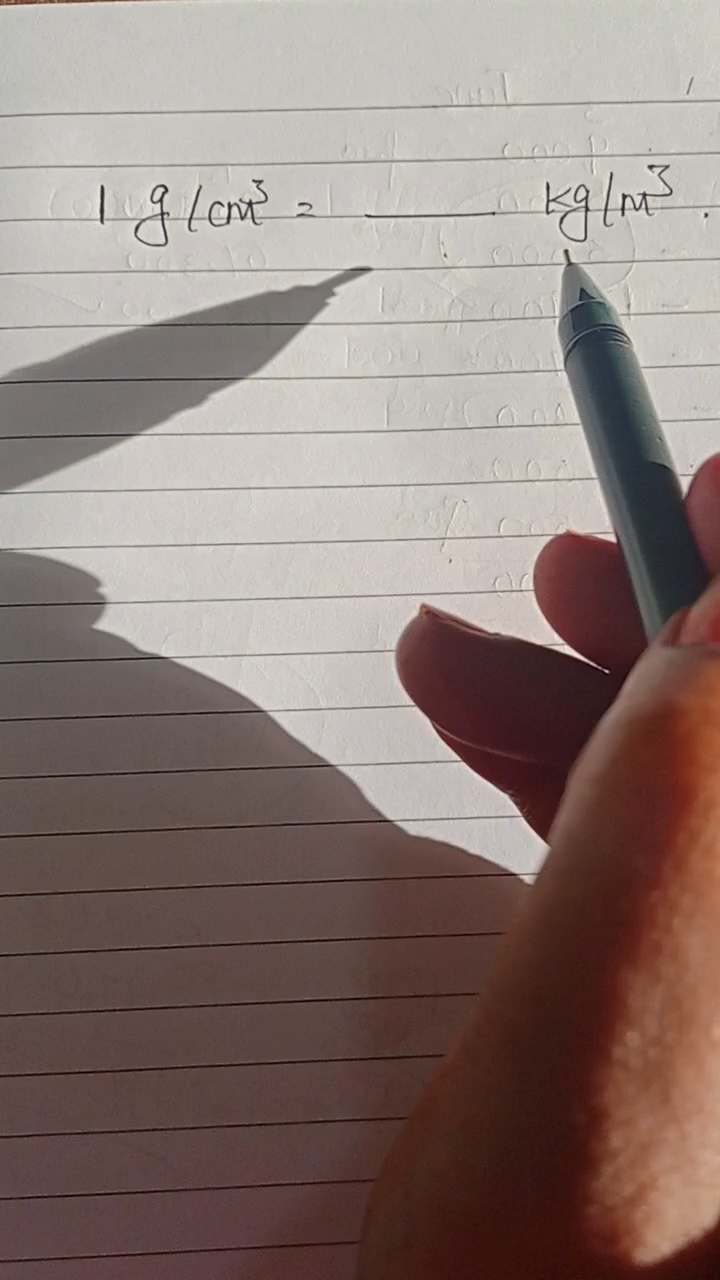 1 g/cm³ = ______ kg/m³.